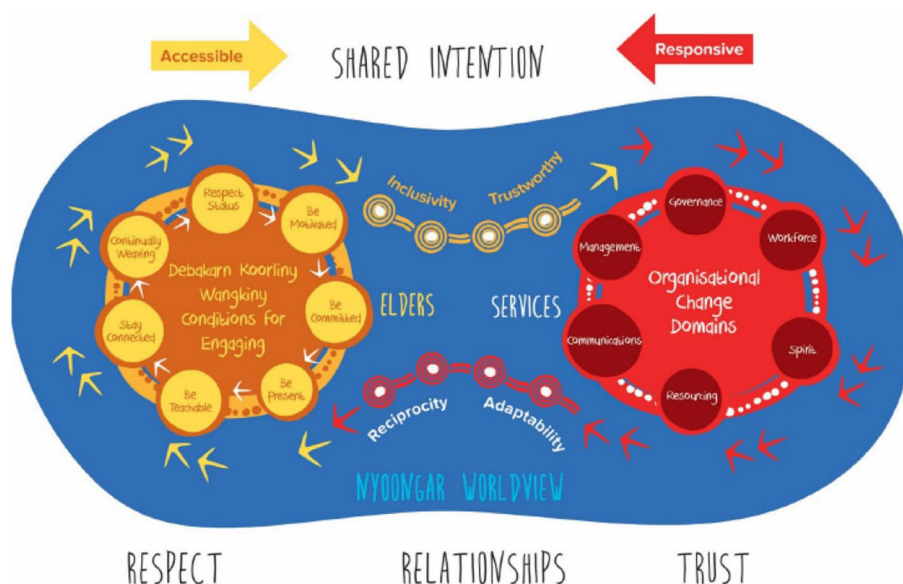 Accessible
SHARED INTENTION
Responsive
Inclusivity
Trustworthy
Respect
Status
Be
Motivated
Be
Committed
Be
Present
Be
Teachable
Stay
Connected
Continually
Weaving
Debakarn Koorliny
Wangkiny
Conditions for
Engaging
ELDERS
SERVICES
Governance
Workforce
Spirit
Resourcing
Communications
Management
Organisational
Change
Domains
Reciprocity
Adaptability
NYOONGAR WORLDVIEW
RESPECT
RELATIONSHIPS
TRUST